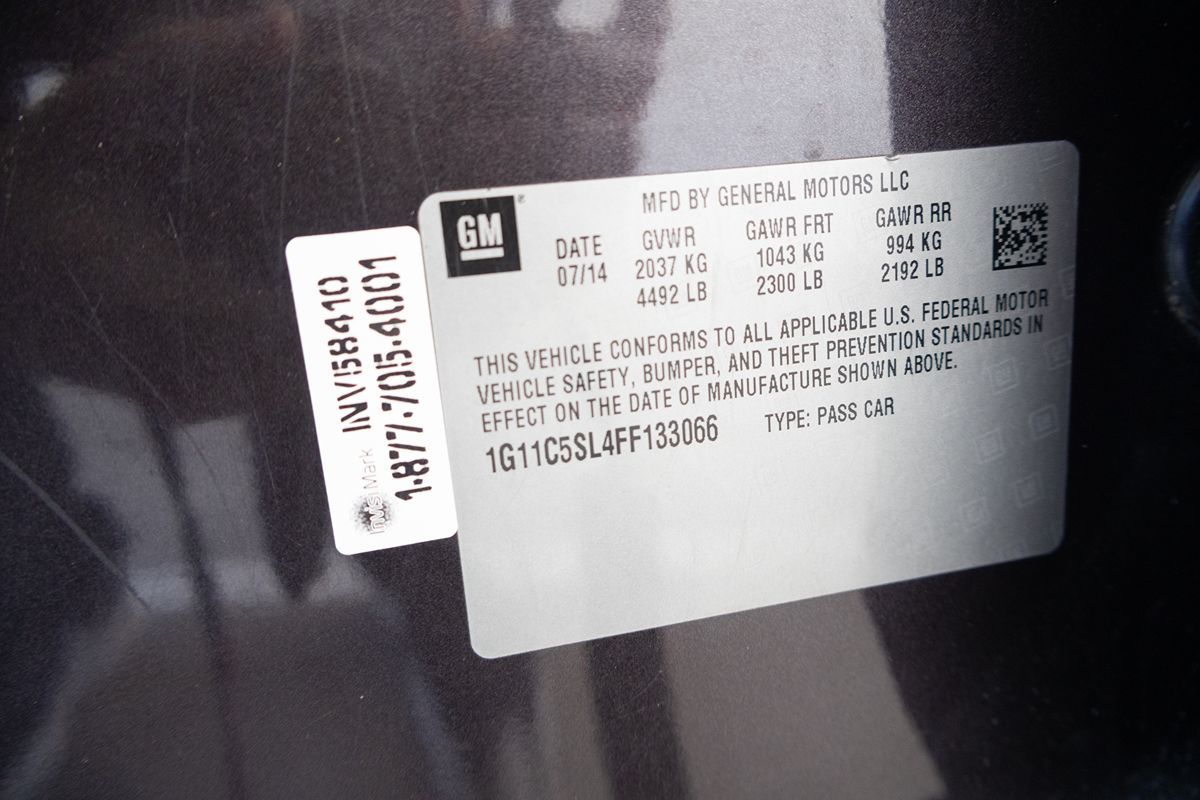 INV158410
1-877-705-4001
invis Mark
GM
MFD BY GENERAL MOTORS LLC
DATE GVWR GAWR FRT GAWR RR
07/14 2037 KG 1043 KG 994 KG
4492 LB 2300 LB 2192 LB
THIS VEHICLE CONFORMS TO ALL APPLICABLE U.S. FEDERAL MOTOR
VEHICLE SAFETY, BUMPER, AND THEFT PREVENTION STANDARDS IN
EFFECT ON THE DATE OF MANUFACTURE SHOWN ABOVE.
1G11C5SL4FF133066 TYPE: PASS CAR